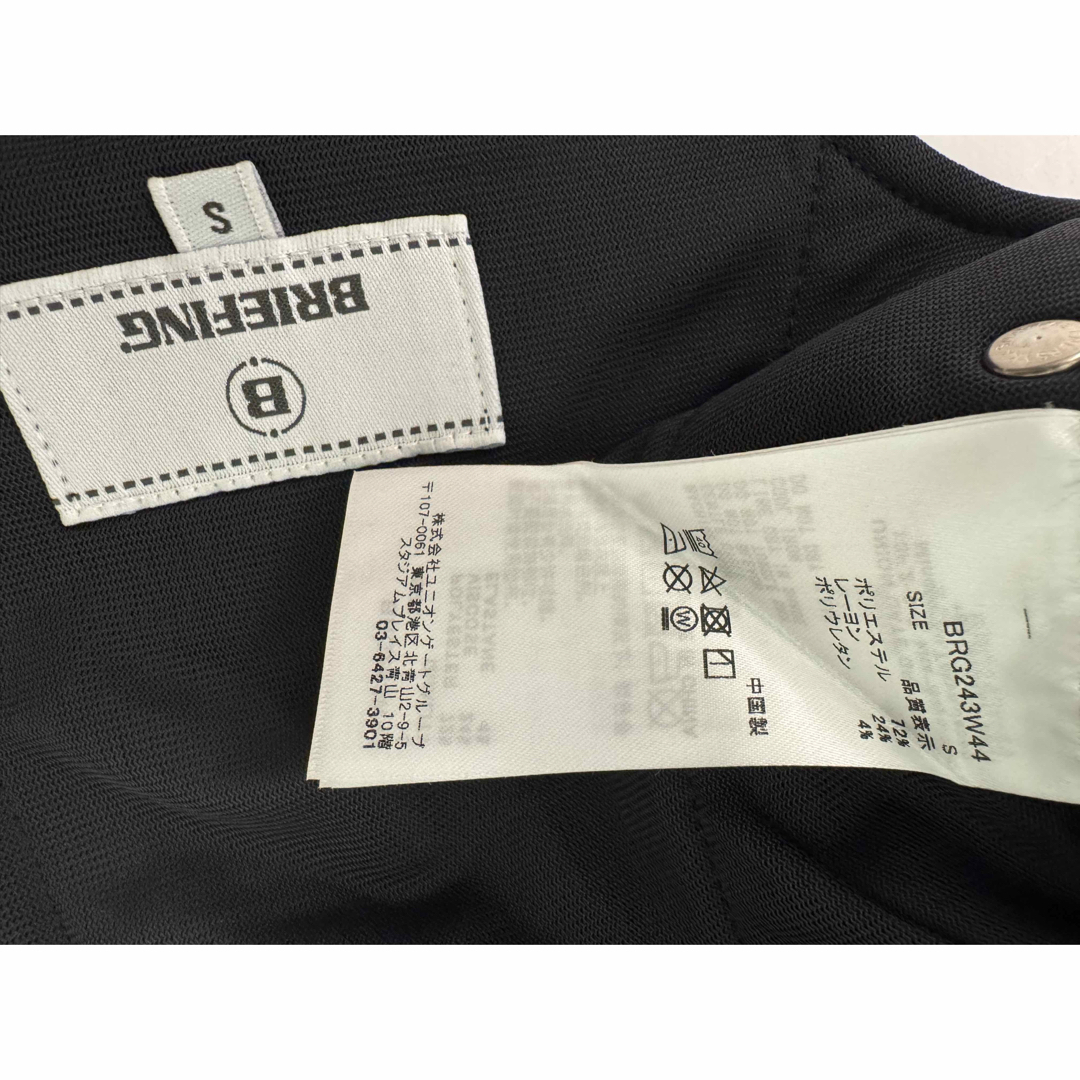 S
BRIEFING
B
BRG243W44
SIZE S
品質表示
ポリエステル 72%
レーヨン 24%
ポリウレタン 4%
中国製
W
株式会社ユニオンゲートグループ
〒107-0061 東京都港区北青山2-9-5
スタジアムプレイス青山 10階
03-6427-3901